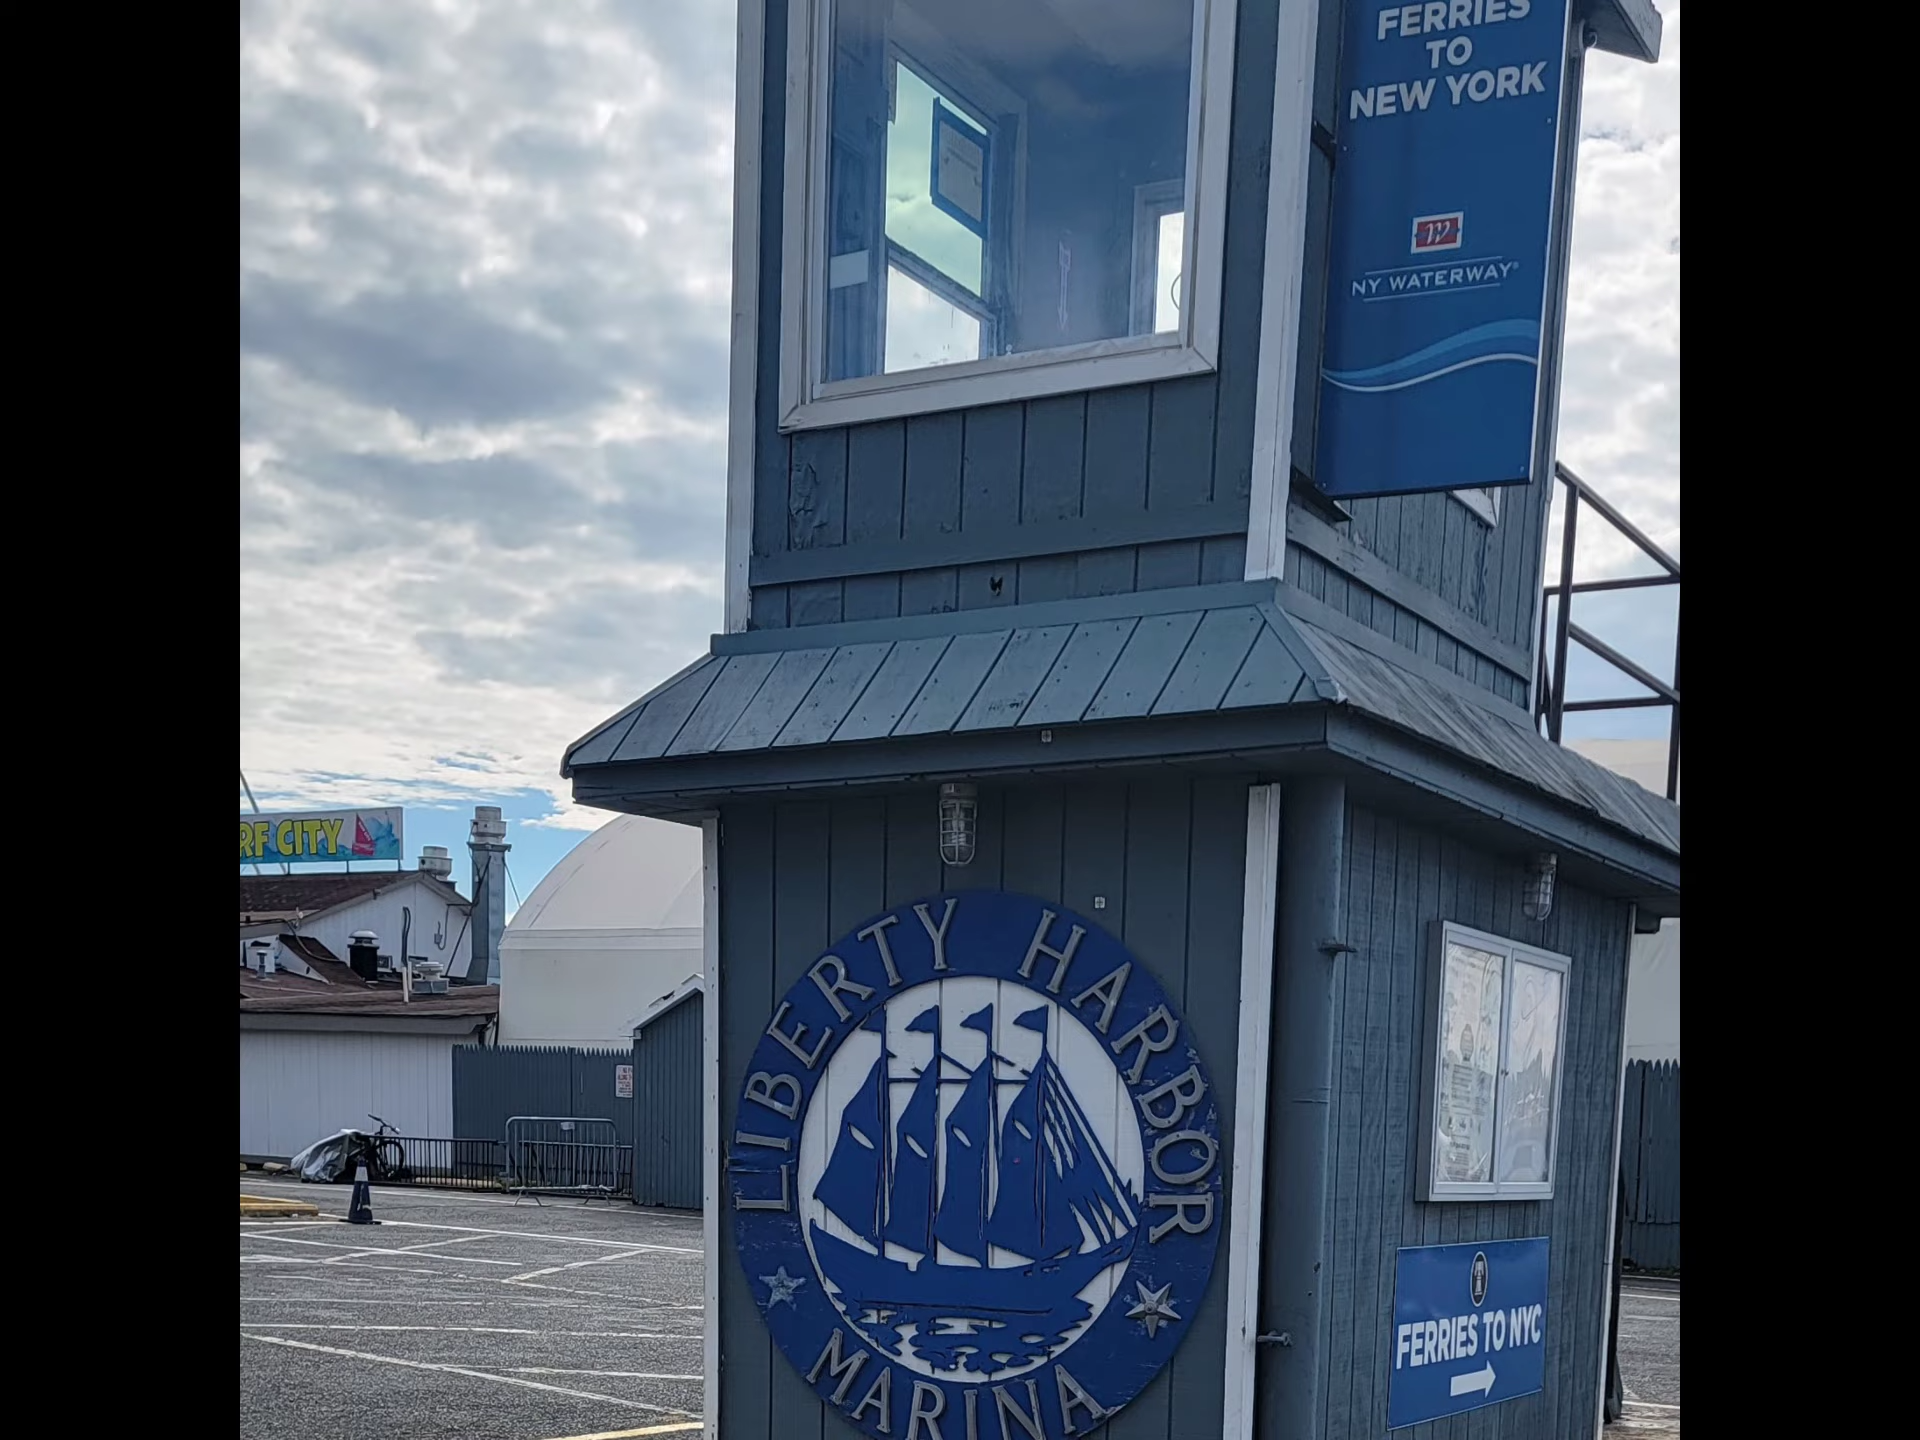 FERRIES
TO
NEW YORK
NY WATERWAY®
RF CITY
LIBERTY HARBOR
MARINA
FERRIES TO NYC